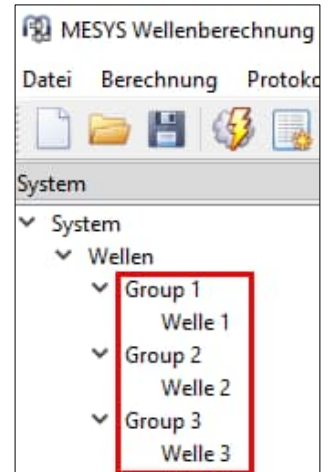 MESYS Wellenberechnung
Datei Berechnung
System
System
Wellen
Group 1
Welle 1
Group 2
Welle 2
Group 3
Welle 3